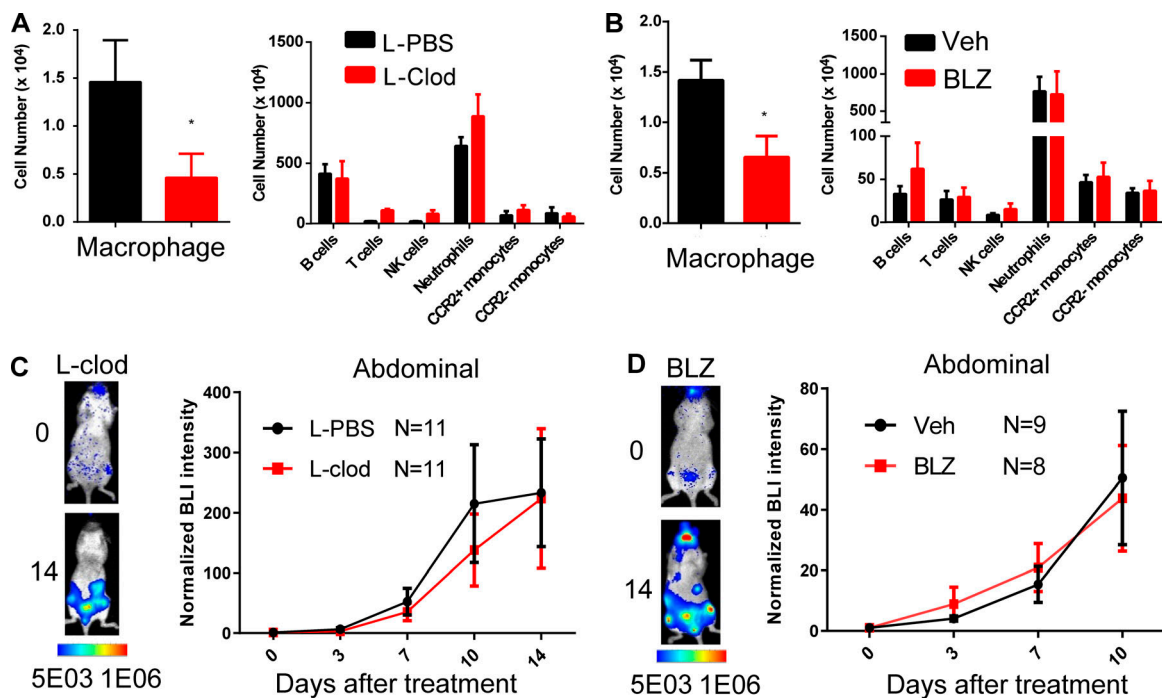 A
Cell Number (x 10⁴)
2.0
1.5
1.0
0.5
0.0
*
Macrophage
Cell Number (x 10⁴)
1500
1000
500
0
L-PBS
L-Clod
B cells
T cells
NK cells
Neutrophils
CCR2+ monocytes
CCR2- monocytes
B
Cell Number (x 10⁴)
2.0
1.5
1.0
0.5
0.0
*
Macrophage
Cell Number (x 10⁴)
1000
500
50
25
0
Veh
BLZ
B cells
T cells
NK cells
Neutrophils
CCR2+ monocytes
CCR2- monocytes
C
L-clod
0
14
5E03 1E06
Abdominal
Normalized BLI intensity
400
300
200
100
0
L-PBS N=11
L-clod N=11
0 3 7 10 14
Days after treatment
D
BLZ
0
14
5E03 1E06
Abdominal
Normalized BLI intensity
80
60
40
20
0
Veh N=9
BLZ N=8
0 3 7 10
Days after treatment